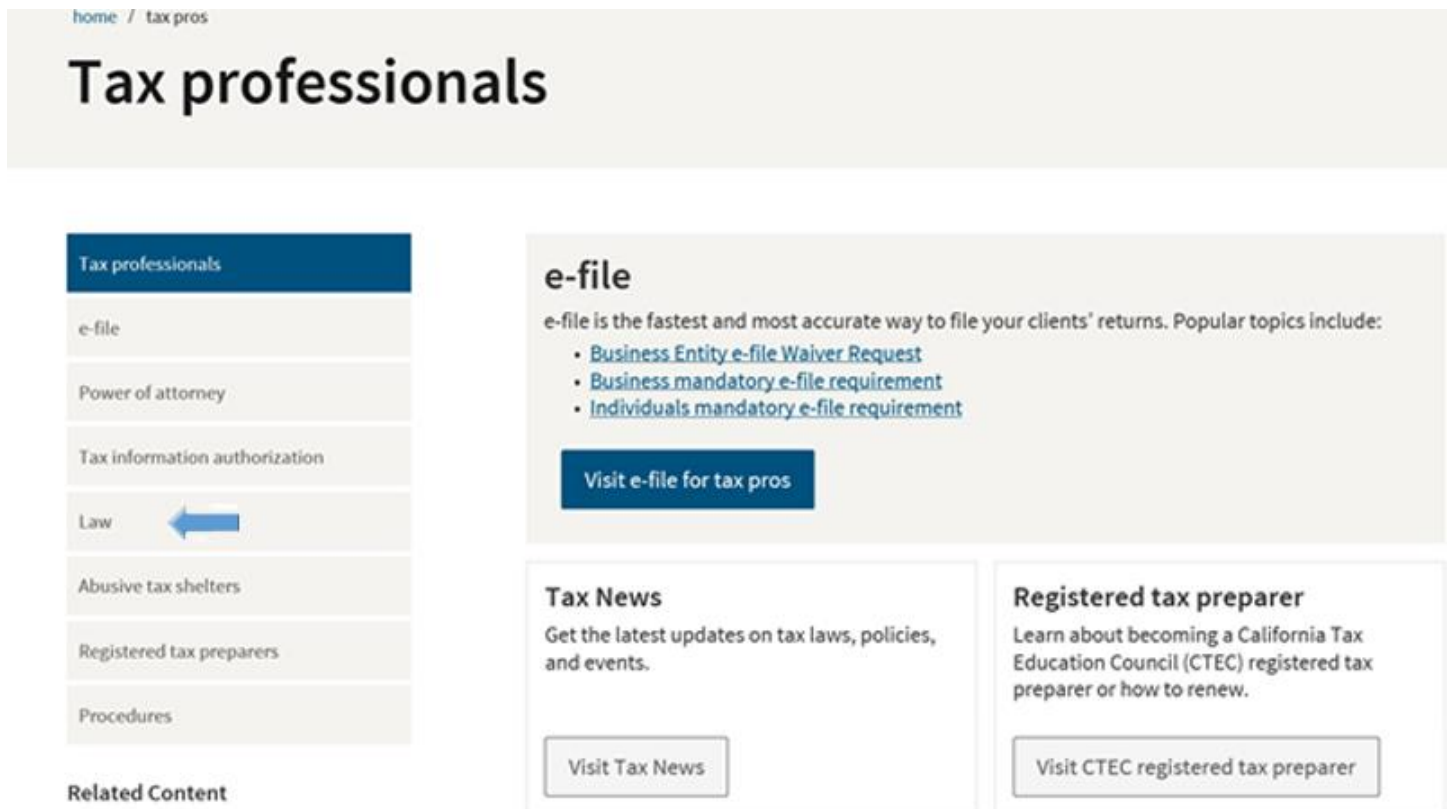 home / tax pros
Tax professionals
Tax professionals
e-file
Power of attorney
Tax information authorization
Law
Abusive tax shelters
Registered tax preparers
Procedures
Related Content
e-file
e-file is the fastest and most accurate way to file your clients' returns. Popular topics include:
• Business Entity e-file Waiver Request
• Business mandatory e-file requirement
• Individuals mandatory e-file requirement
Visit e-file for tax pros
Tax News
Get the latest updates on tax laws, policies,
and events.
Visit Tax News
Registered tax preparer
Learn about becoming a California Tax
Education Council (CTEC) registered tax
preparer or how to renew.
Visit CTEC registered tax preparer